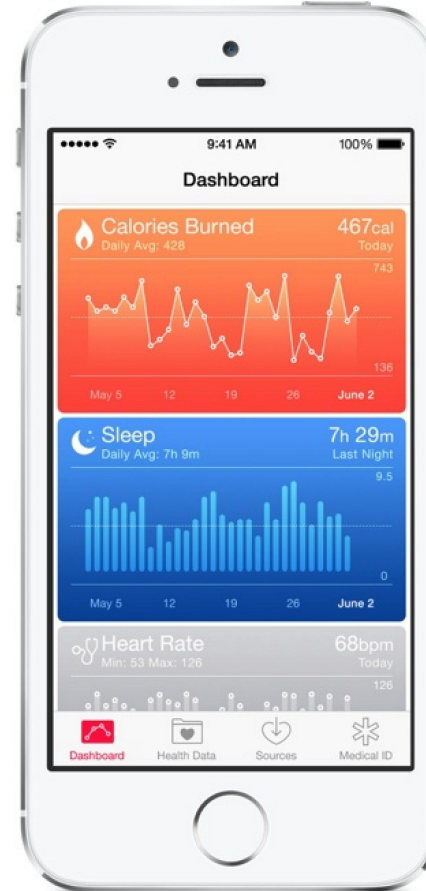 9:41 AM
100%
Dashboard
Calories Burned
467cal
Daily Avg: 428
Today
743
136
May 5
12
19
26
June 2
Sleep
7h 29m
Daily Avg: 7h 9m
Last Night
9.5
0
May 5
12
19
26
June 2
Heart Rate
68bpm
Min: 53 Max: 126
Today
126
Dashboard
Health Data
Sources
Medical ID